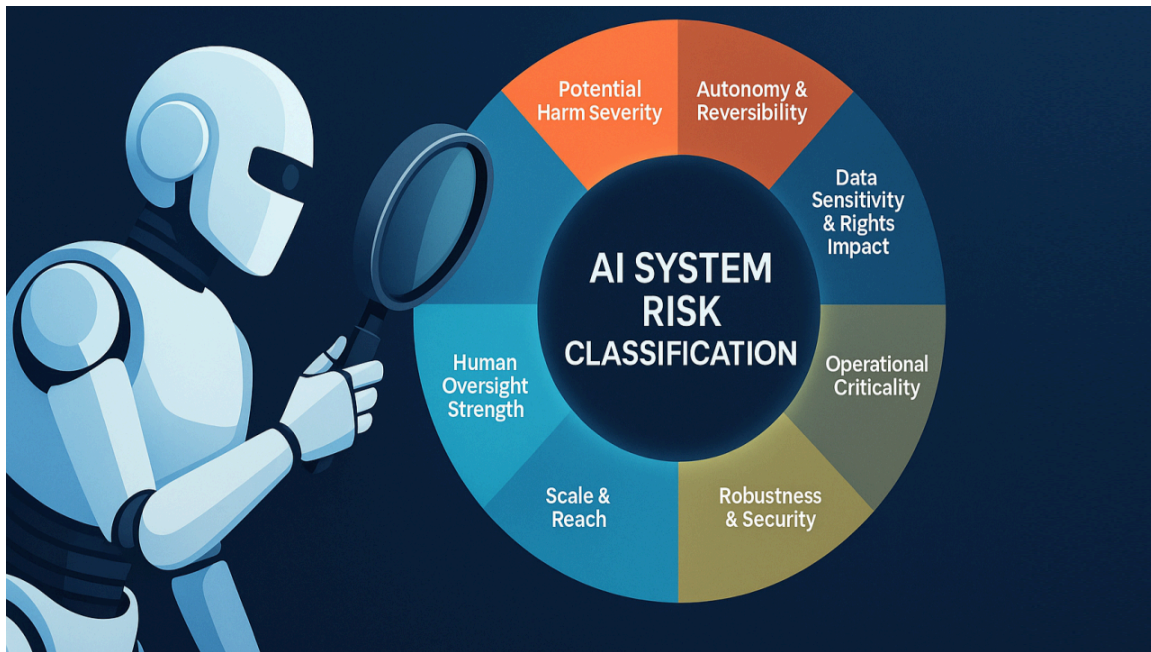 Potential
Harm Severity
Autonomy &
Reversibility
Data
Sensitivity
& Rights
Impact
Operational
Criticality
Robustness
& Security
Scale &
Reach
Human
Oversight
Strength
AI SYSTEM
RISK
CLASSIFICATION